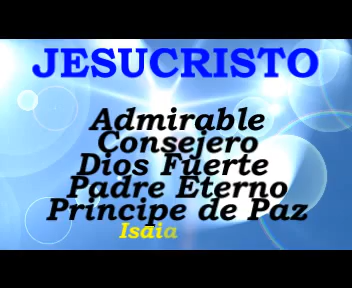 JESUCRISTO
Admirable
Consejero
Dios Fuerte
Padre Eterno
Principe de Paz
Isaia